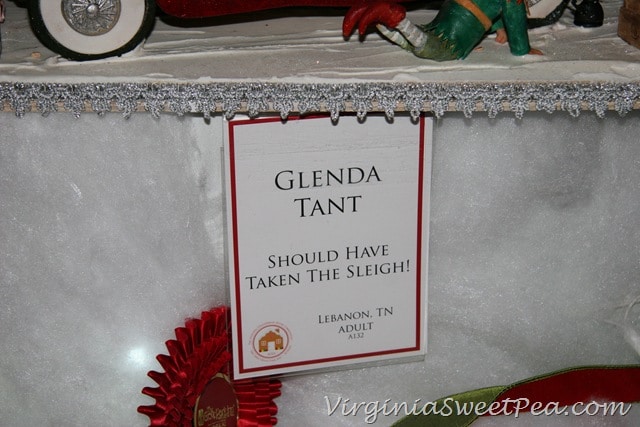 GLENDA
TANT
SHOULD HAVE
TAKEN THE SLEIGH!
LEBANON, TN
ADULT
A132
VirginiaSweetPea.com